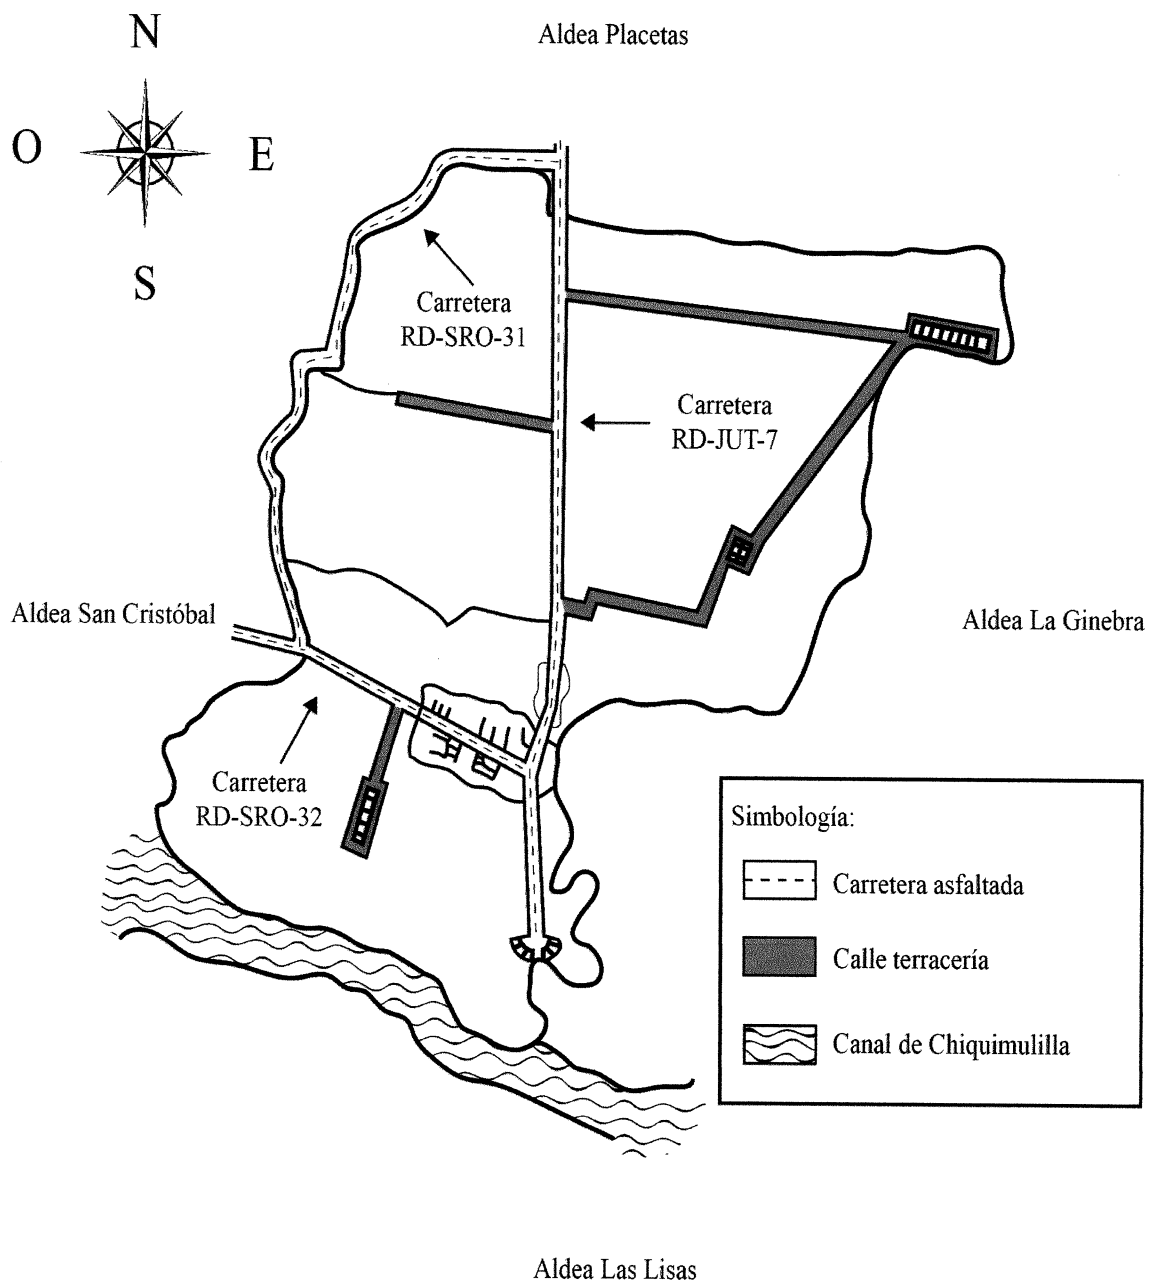 N
Aldea Placetas
O
E
S
Carretera
RD-SRO-31
Carretera
RD-JUT-7
Aldea San Cristóbal
Aldea La Ginebra
Carretera
RD-SRO-32
Simbología:
Carretera asfaltada
Calle terracería
Canal de Chiquimulilla
Aldea Las Lisas